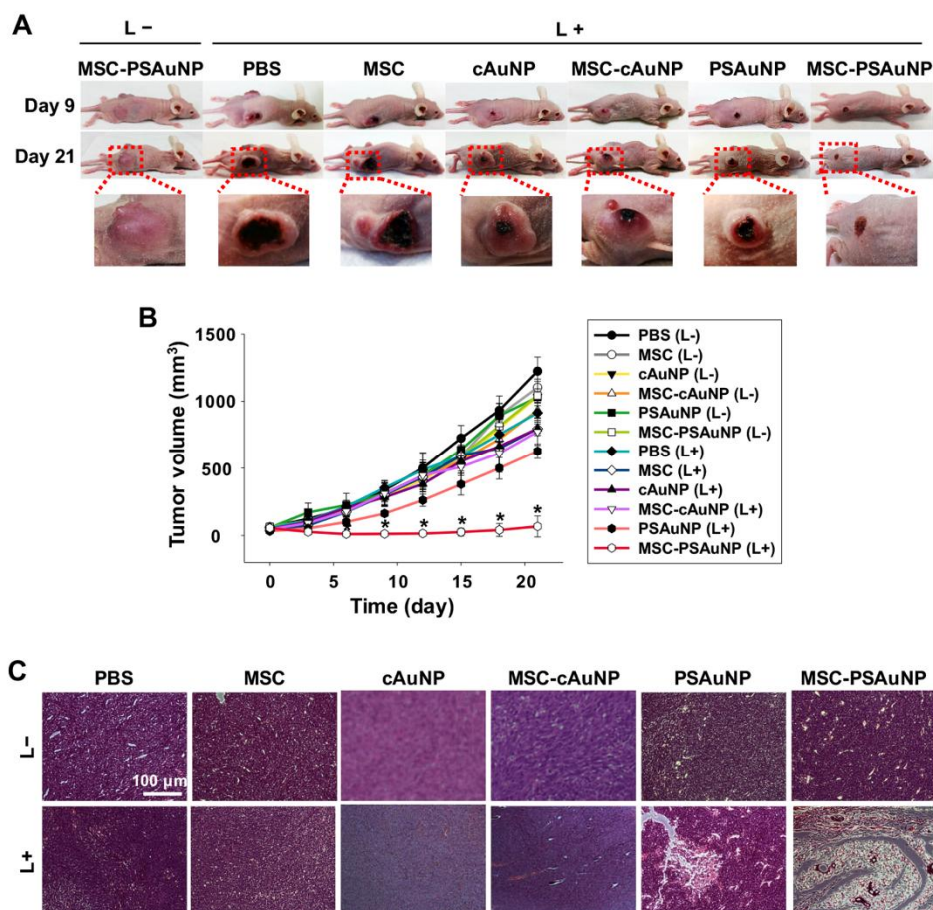 A
L −
L +
MSC-PSAuNP PBS MSC cAuNP MSC-cAuNP PSAuNP MSC-PSAuNP
Day 9
Day 21
B
Tumor volume (mm³)
1500
1000
500
0
0 5 10 15 20
Time (day)
* * * * * *
PBS (L-)
MSC (L-)
cAuNP (L-)
MSC-cAuNP (L-)
PSAuNP (L-)
MSC-PSAuNP (L-)
PBS (L+)
MSC (L+)
cAuNP (L+)
MSC-cAuNP (L+)
PSAuNP (L+)
MSC-PSAuNP (L+)
C
PBS MSC cAuNP MSC-cAuNP PSAuNP MSC-PSAuNP
L−
100 µm
L+